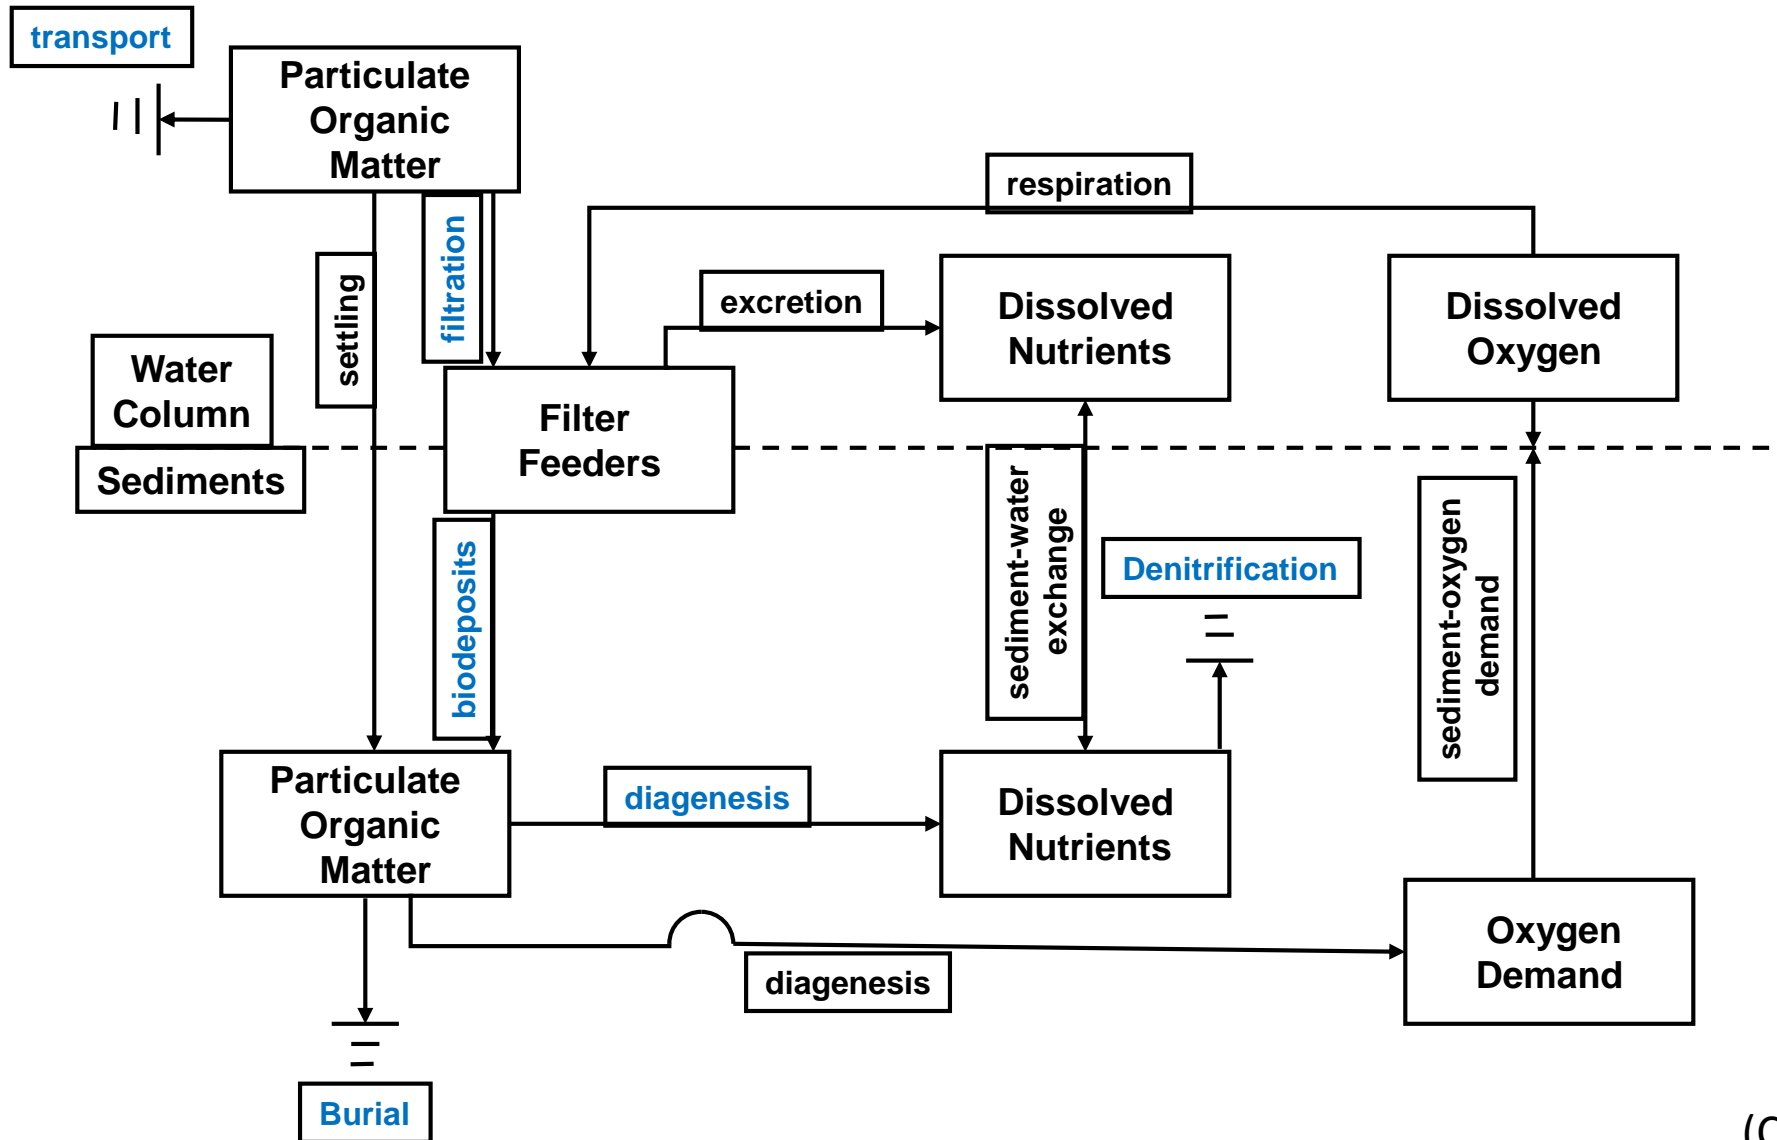 transport
Particulate
Organic
Matter
respiration
filtration
settling
excretion
Dissolved
Nutrients
Dissolved
Oxygen
Water
Column
Filter
Feeders
Sediments
sediment-water
exchange
biodeposits
Denitrification
sediment-oxygen
demand
Particulate
Organic
Matter
diagenesis
Dissolved
Nutrients
Oxygen
Demand
diagenesis
Burial